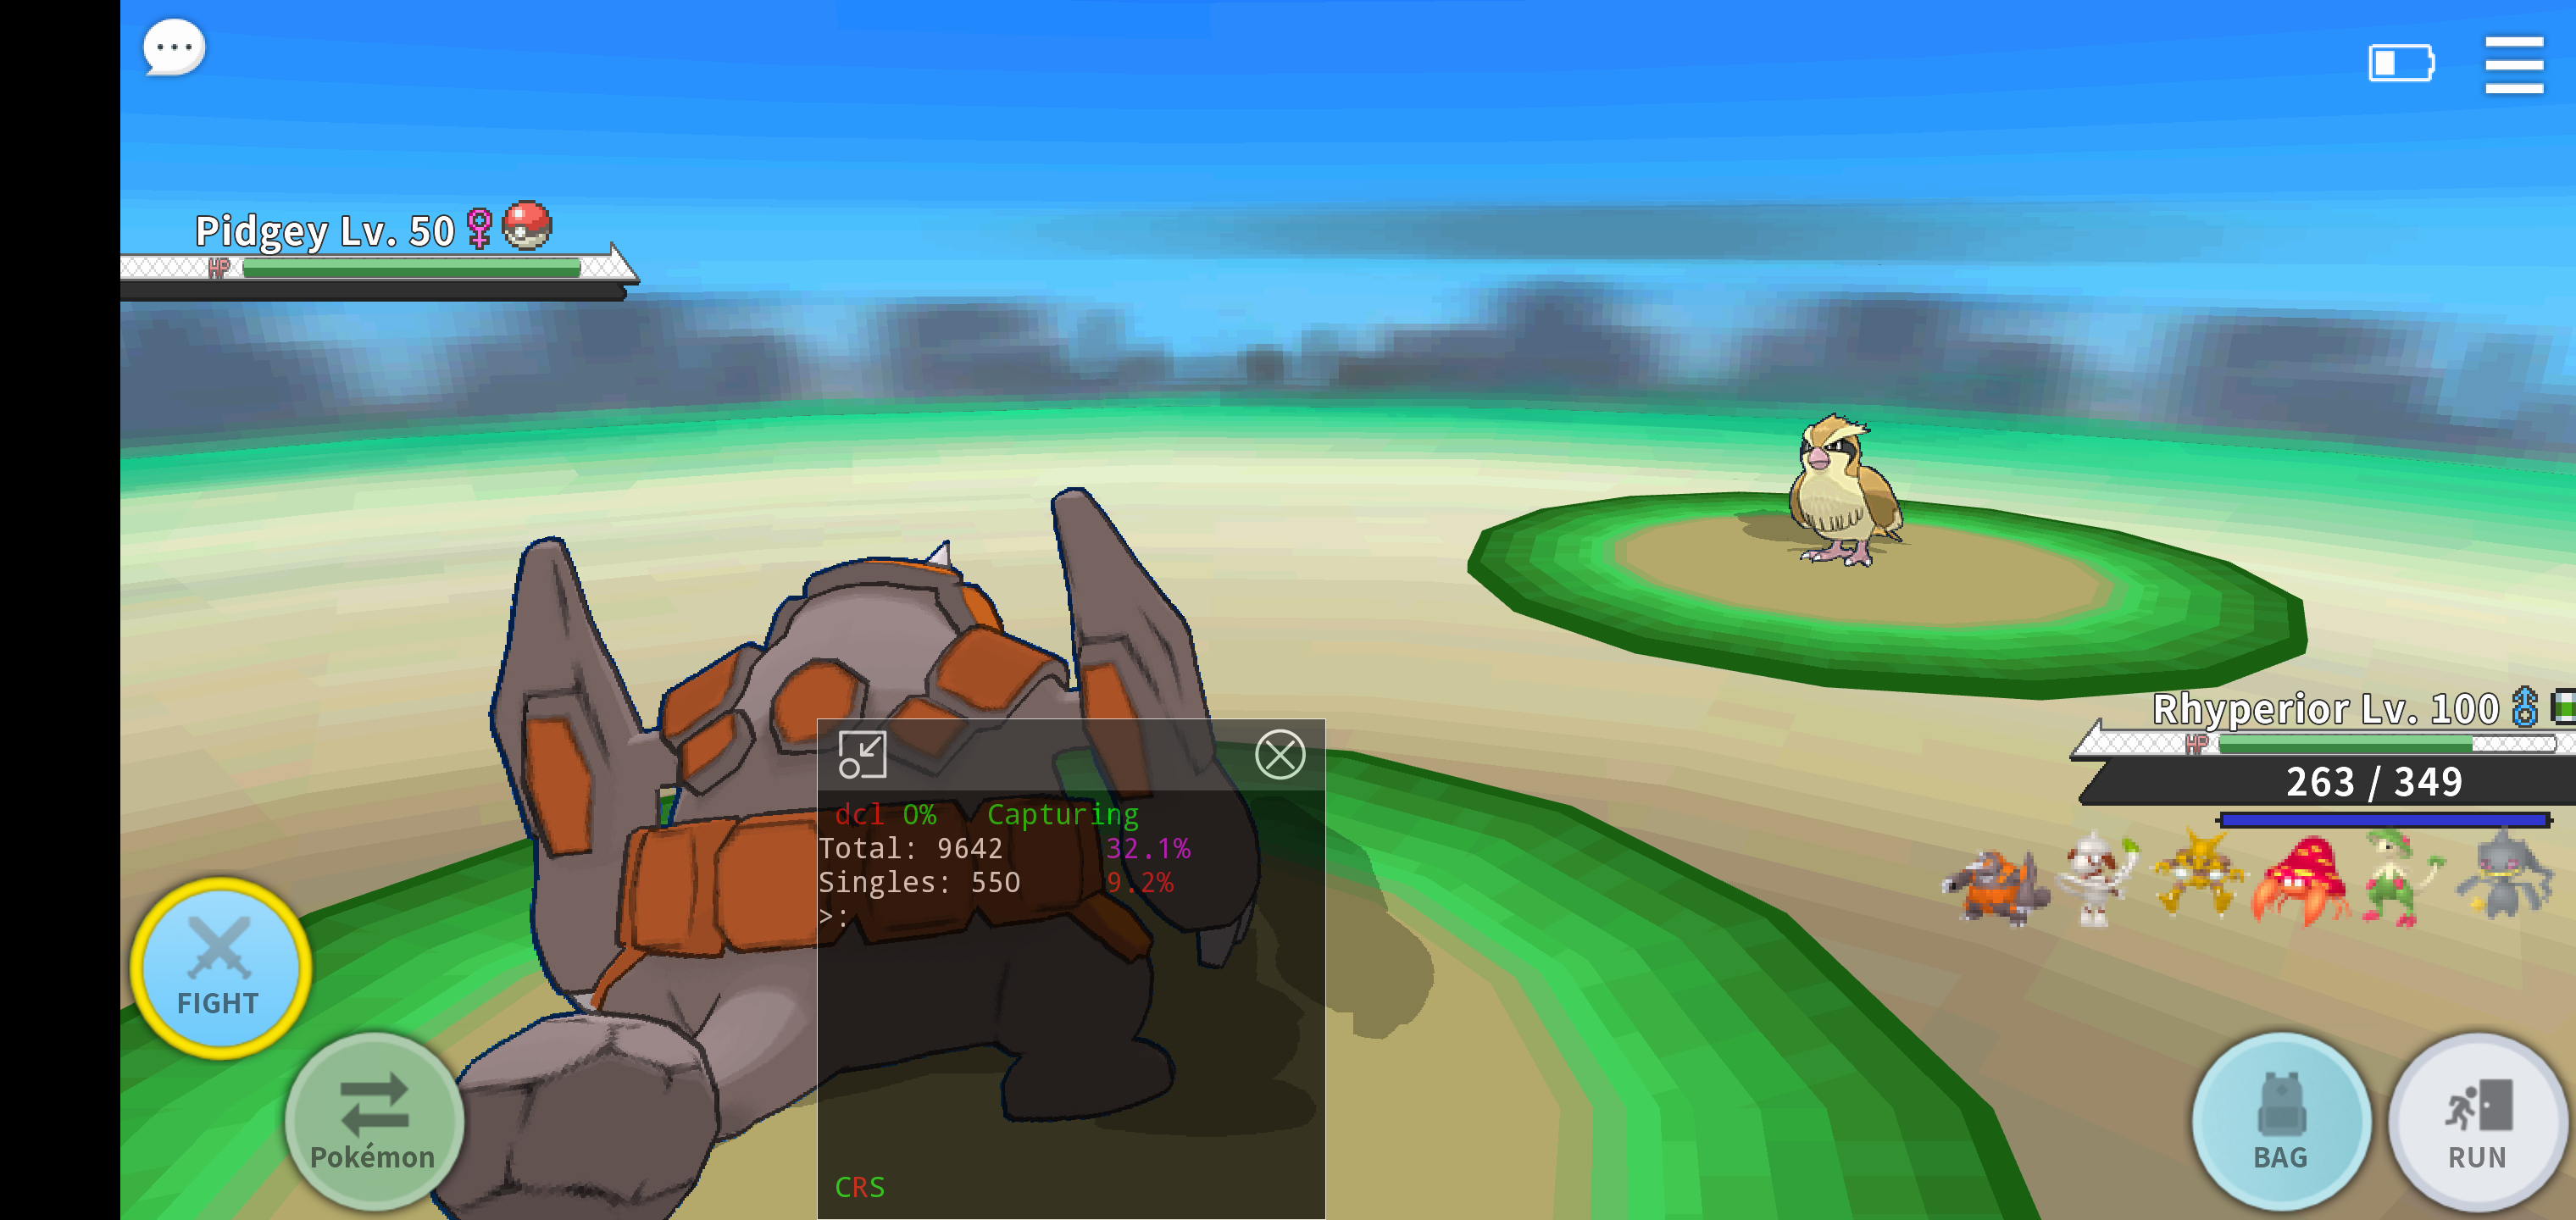 Pidgey Lv. 50
HP
Rhyperior Lv. 100
HP
263 / 349
dcl 0% Capturing
Total: 9642 32.1%
Singles: 550 9.2%
>:
CRS
FIGHT
Pokémon
BAG
RUN